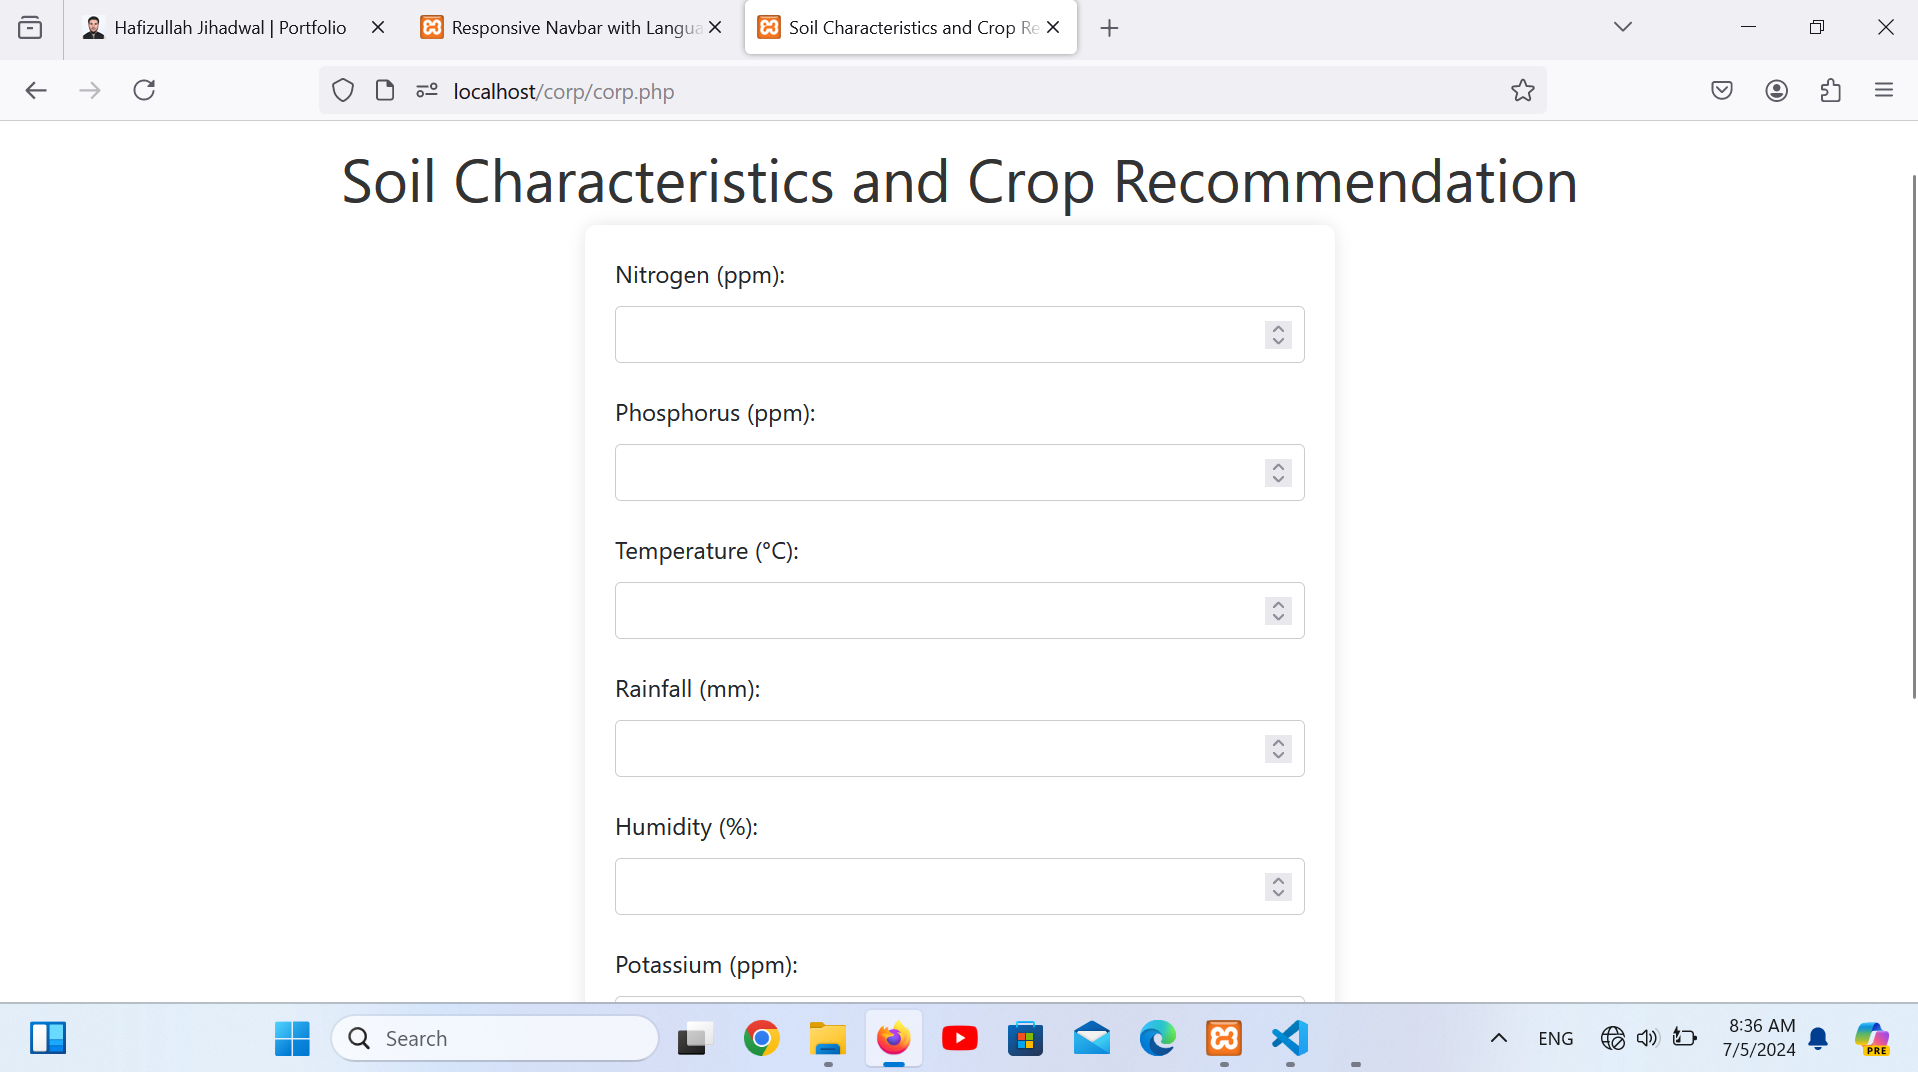 Hafizullah Jihadwal | Portfolio
Responsive Navbar with Langua
Soil Characteristics and Crop Re
localhost/corp/corp.php
Soil Characteristics and Crop Recommendation
Nitrogen (ppm):
Phosphorus (ppm):
Temperature (°C):
Rainfall (mm):
Humidity (%):
Potassium (ppm):
Search
ENG
8:36 AM
7/5/2024
PRE